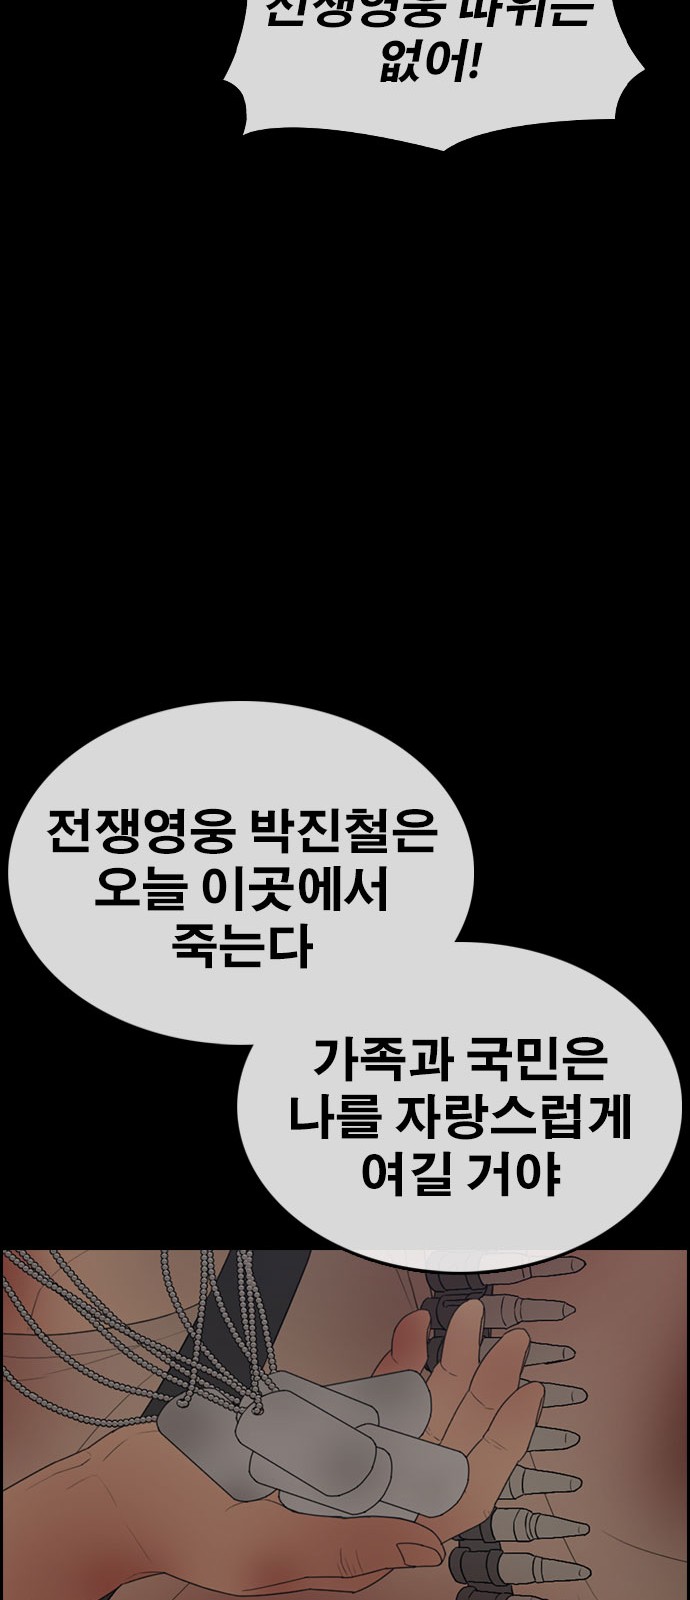 전쟁영웅 따위는
없어!
전쟁영웅 박진철은
오늘 이곳에서
죽는다
가족과 국민은
나를 자랑스럽게
여길 거야